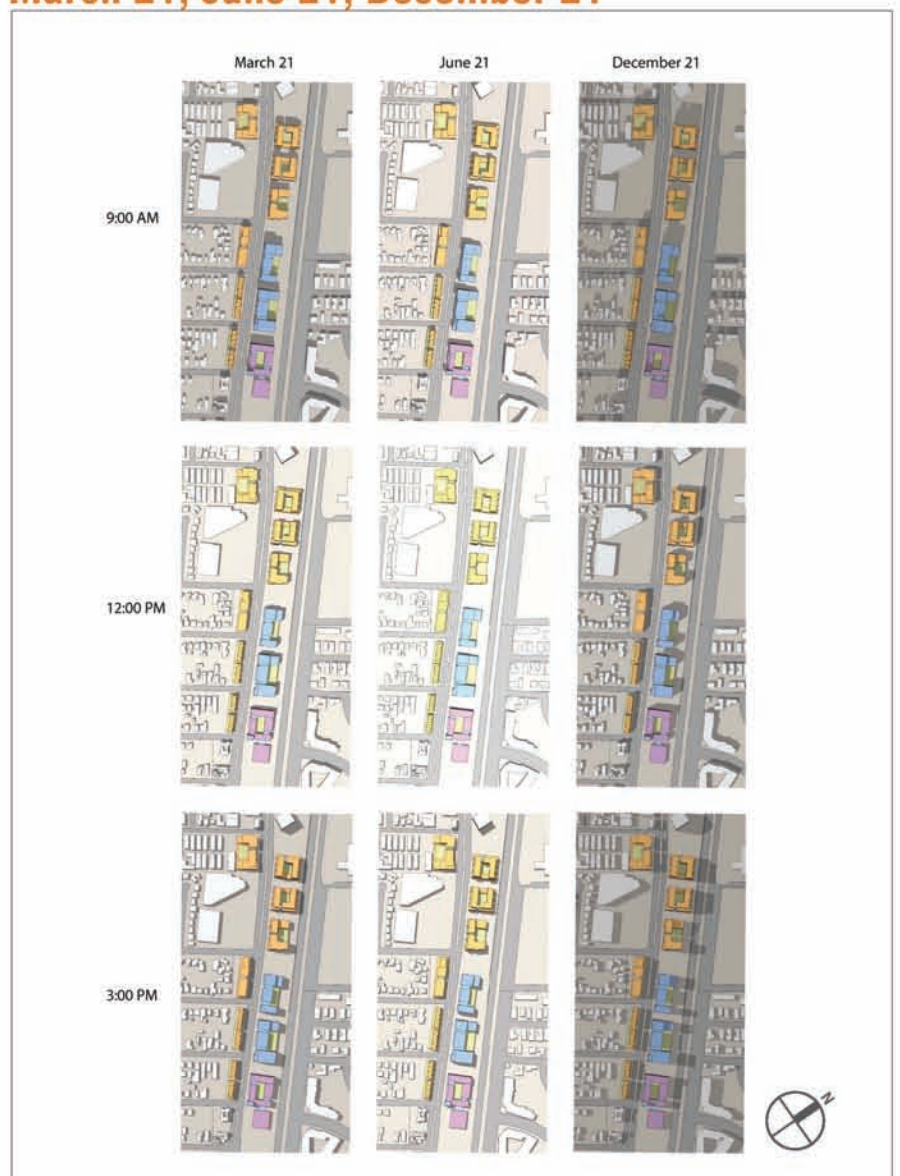 March 21, June 21, December 21
March 21 June 21 December 21
9:00 AM
12:00 PM
3:00 PM
N